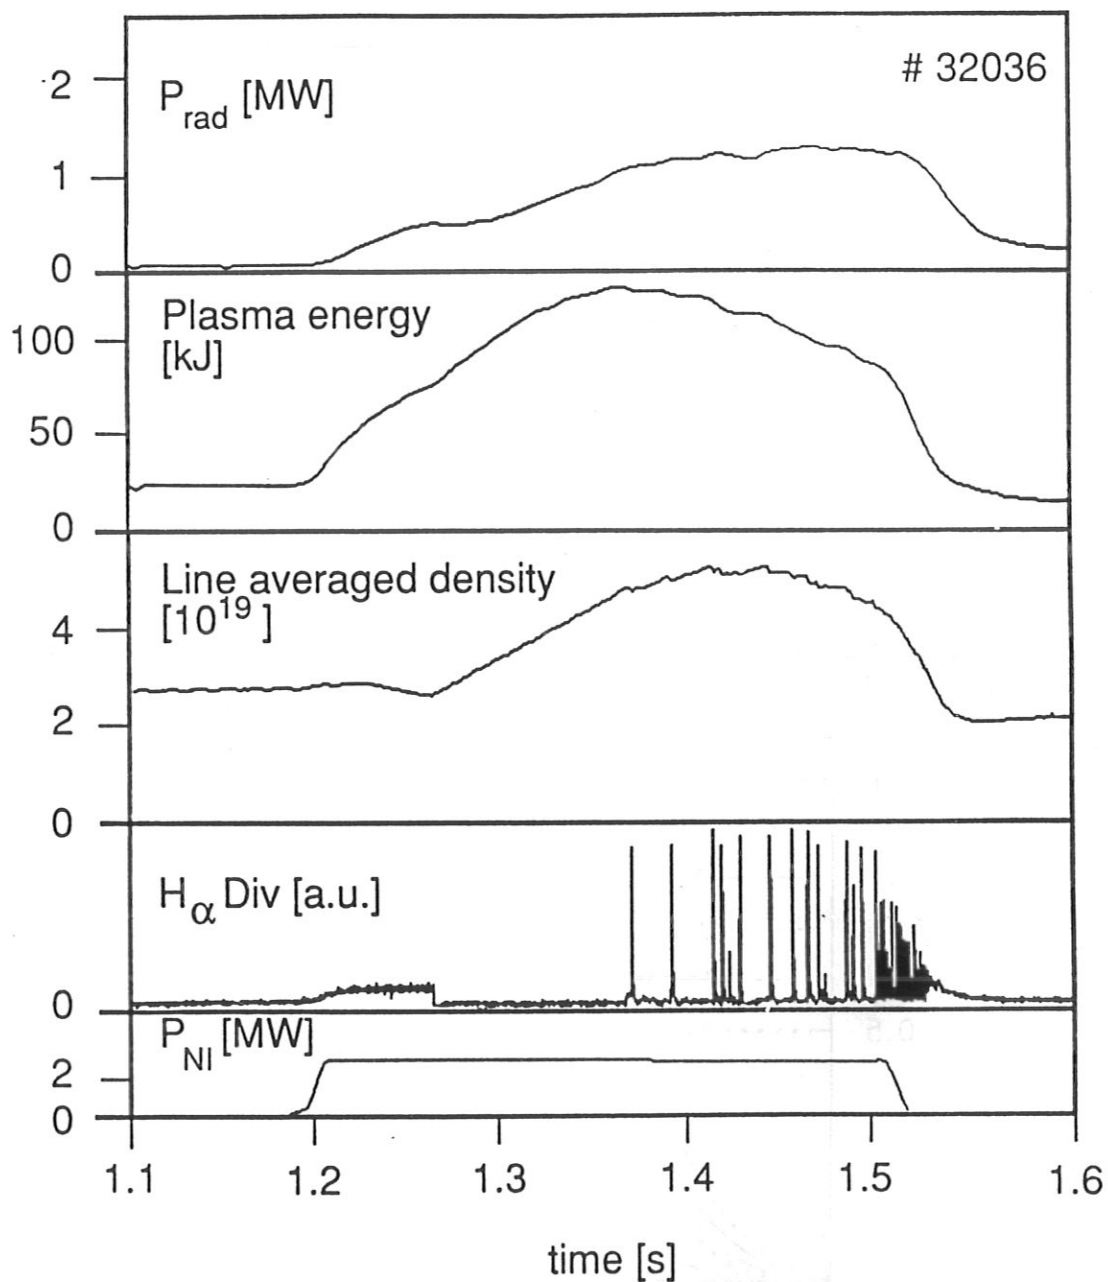 # 32036
2
P_rad [MW]
1
0
Plasma energy
[kJ]
100
50
0
Line averaged density
[10^19 ]
4
2
0
H_α Div [a.u.]
0
P_NI [MW]
2
0
1.1 1.2 1.3 1.4 1.5 1.6
time [s]